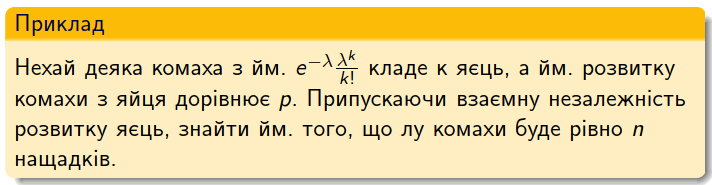 Приклад
Нехай деяка комаха з йм. $e^{-\lambda}\frac{\lambda^k}{k!}$ кладе к яєць, а йм. розвитку
комахи з яйця дорівнює p. Припускаючи взаємну незалежність
розвитку яєць, знайти йм. того, що лу комахи буде рівно n
нащадків.